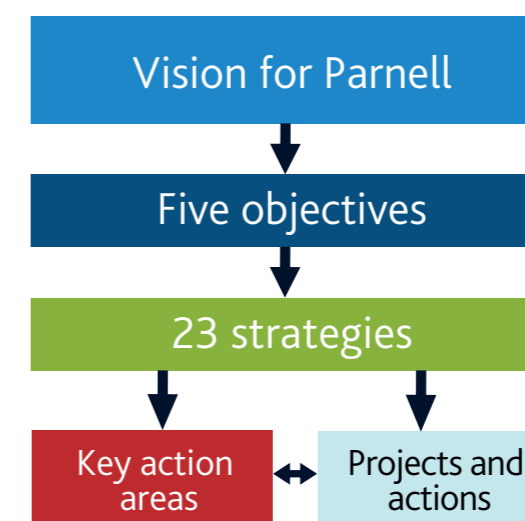 Vision for Parnell
Five objectives
23 strategies
Key action
areas
Projects and
actions